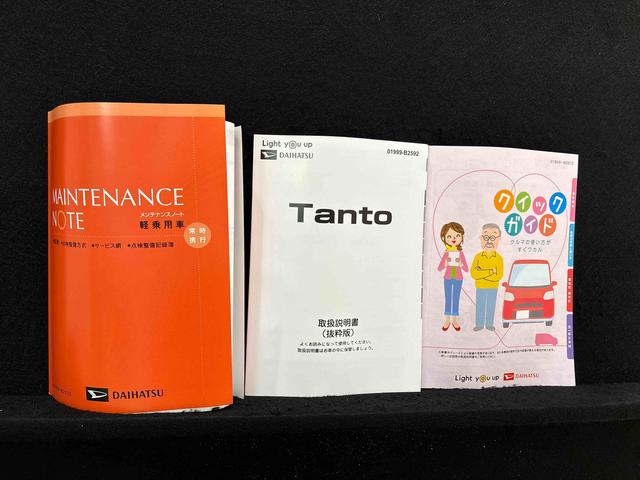 MAINTENANCE
NOTE
メンテナンスノート
軽乗用車
常時
携行
●サービス網 ●点検整備記録簿
DAIHATSU
Light you up
DAIHATSU
01999-B2592
Tanto
取扱説明書
(抜粋版)
よくお読みになって使用してください。
取扱説明書はお車の中に保管しましょう。
クイック
ガイド
クルマの使い方が
すぐワカル
Light you up
DAIHATSU